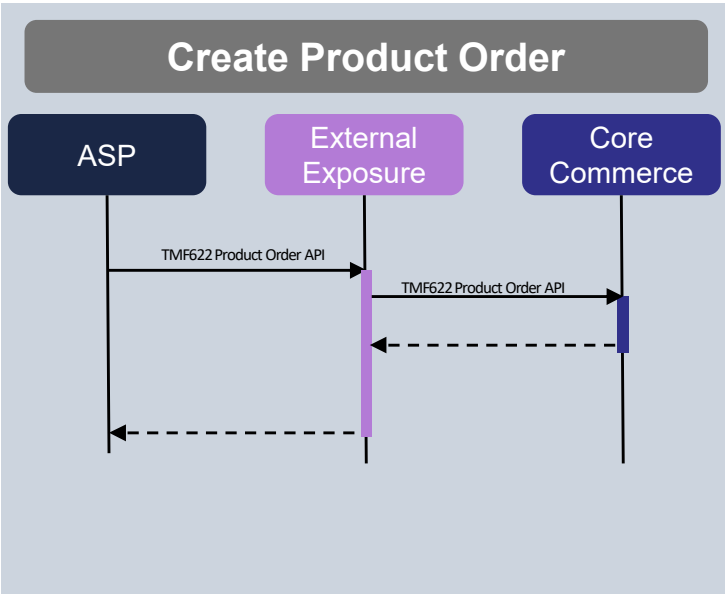 Create Product Order
ASP
External
Exposure
Core
Commerce
TMF622 Product Order API
TMF622 Product Order API